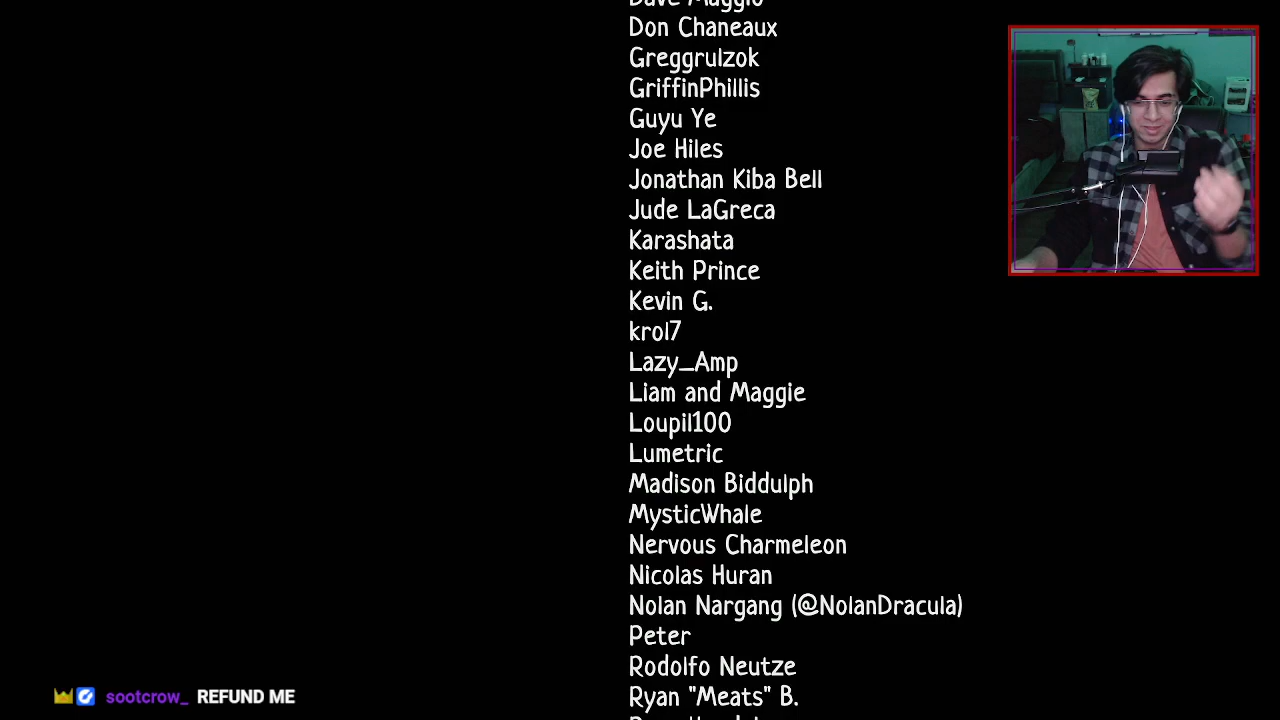 Dave Maggio
Don Chaneaux
Greggrulzok
GriffinPhillis
Guyu Ye
Joe Hiles
Jonathan Kiba Bell
Jude LaGreca
Karashata
Keith Prince
Kevin G.
krol7
Lazy_Amp
Liam and Maggie
Loupil100
Lumetric
Madison Biddulph
MysticWhale
Nervous Charmeleon
Nicolas Huran
Nolan Nargang (@NolanDracula)
Peter
Rodolfo Neutze
Ryan "Meats" B.
sootcrow_ REFUND ME